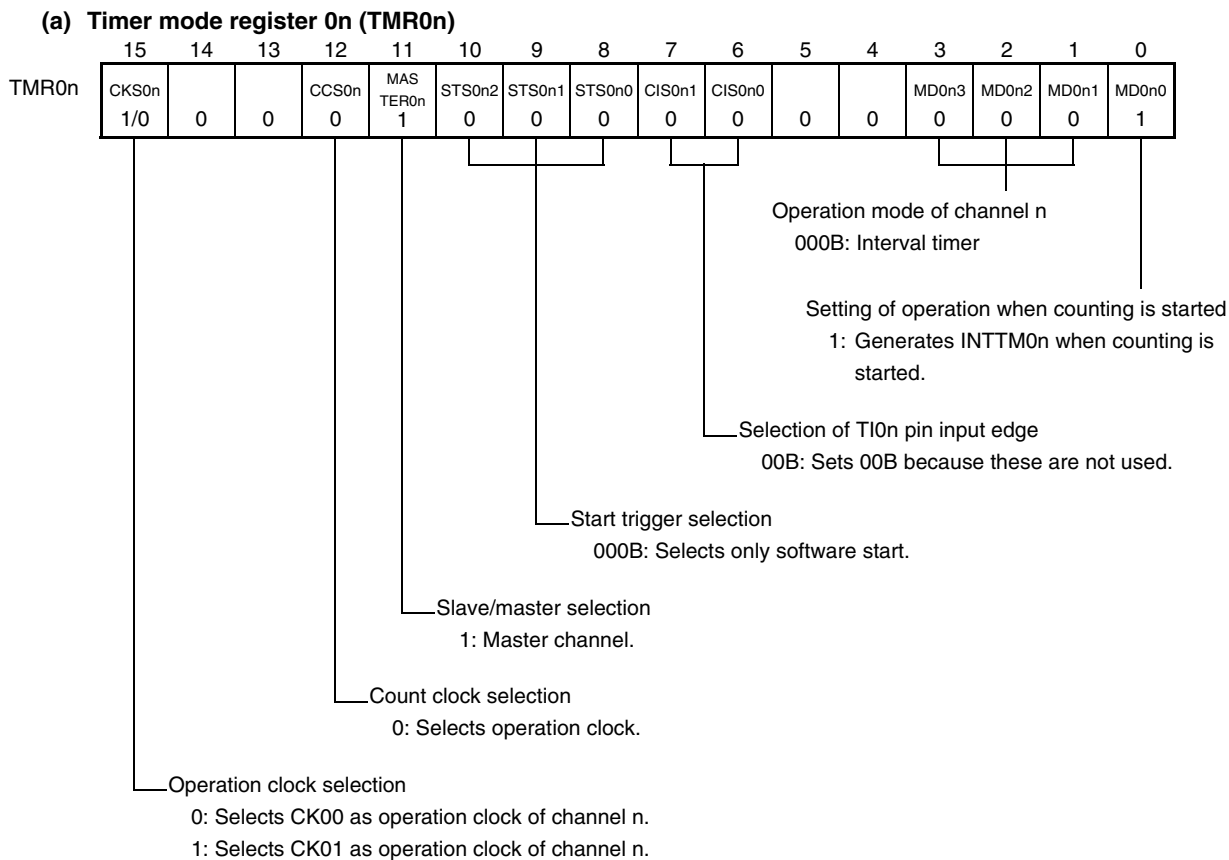 (a) Timer mode register 0n (TMR0n)
15 14 13 12 11 10 9 8 7 6 5 4 3 2 1 0
TMR0n
CKS0n CCS0n MAS TER0n STS0n2 STS0n1 STS0n0 CIS0n1 CIS0n0 MD0n3 MD0n2 MD0n1 MD0n0
1/0 0 0 0 1 0 0 0 0 0 0 0 0 0 0 1
Operation mode of channel n
000B: Interval timer
Setting of operation when counting is started
1: Generates INTTM0n when counting is
started.
Selection of TI0n pin input edge
00B: Sets 00B because these are not used.
Start trigger selection
000B: Selects only software start.
Slave/master selection
1: Master channel.
Count clock selection
0: Selects operation clock.
Operation clock selection
0: Selects CK00 as operation clock of channel n.
1: Selects CK01 as operation clock of channel n.